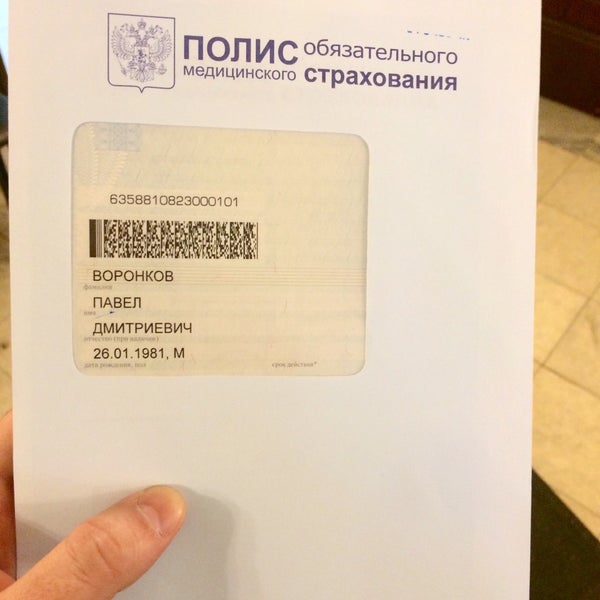 ПОЛИС обязательного
медицинского страхования
6358810823000101
ВОРОНКОВ
фамилия
ПАВЕЛ
имя
ДМИТРИЕВИЧ
отчество (при наличии)
26.01.1981, М
дата рождения, пол
срок действия*